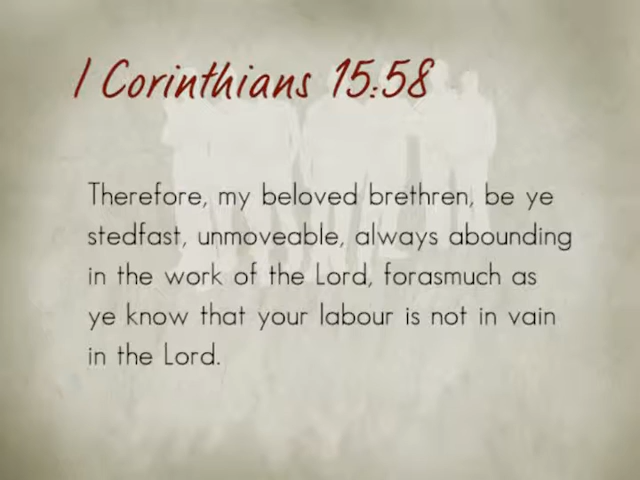 I Corinthians 15:58
Therefore, my beloved brethren, be ye
stedfast, unmoveable, always abounding
in the work of the Lord, forasmuch as
ye know that your labour is not in vain
in the Lord.